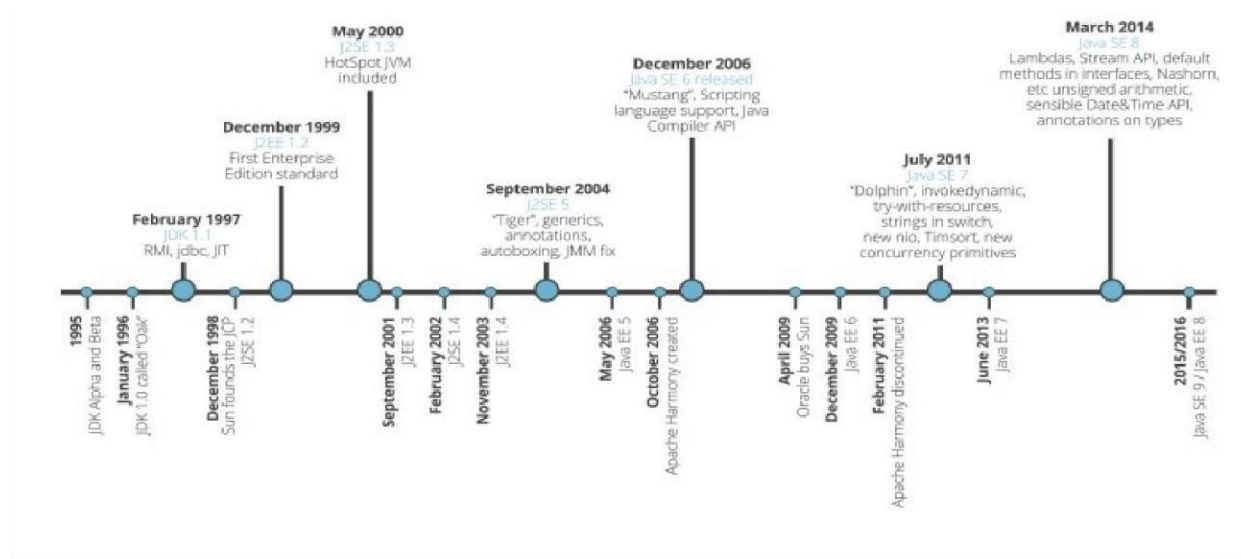 May 2000
J2SE 1.3
HotSpot JVM
included
March 2014
Java SE 8
Lambdas, Stream API, default
methods in interfaces, Nashorn,
etc unsigned arithmetic,
sensible Date&Time API,
annotations on types
December 2006
Java SE 6 released
"Mustang", Scripting
language support, Java
Compiler API
December 1999
J2EE 1.2
First Enterprise
Edition standard
July 2011
Java SE 7
"Dolphin", invokedynamic,
try-with-resources,
strings in switch,
new nio, Timsort, new
concurrency primitives
September 2004
J2SE 5
"Tiger", generics,
annotations,
autoboxing, JMM fix
February 1997
JDK 1.1
RMI, jdbc, JIT
1995
JDK Alpha and Beta
January 1996
JDK 1.0 called "Oak"
December 1998
Sun founds the JCP
J2SE 1.2
September 2001
J2EE 1.3
February 2002
J2SE 1.4
November 2003
J2EE 1.4
May 2006
Java EE 5
October 2006
Apache Harmony created
April 2009
Oracle buys Sun
December 2009
Java EE 6
February 2011
Apache Harmony discontinued
June 2013
Java EE 7
2015/2016
Java SE 9 / Java EE 8